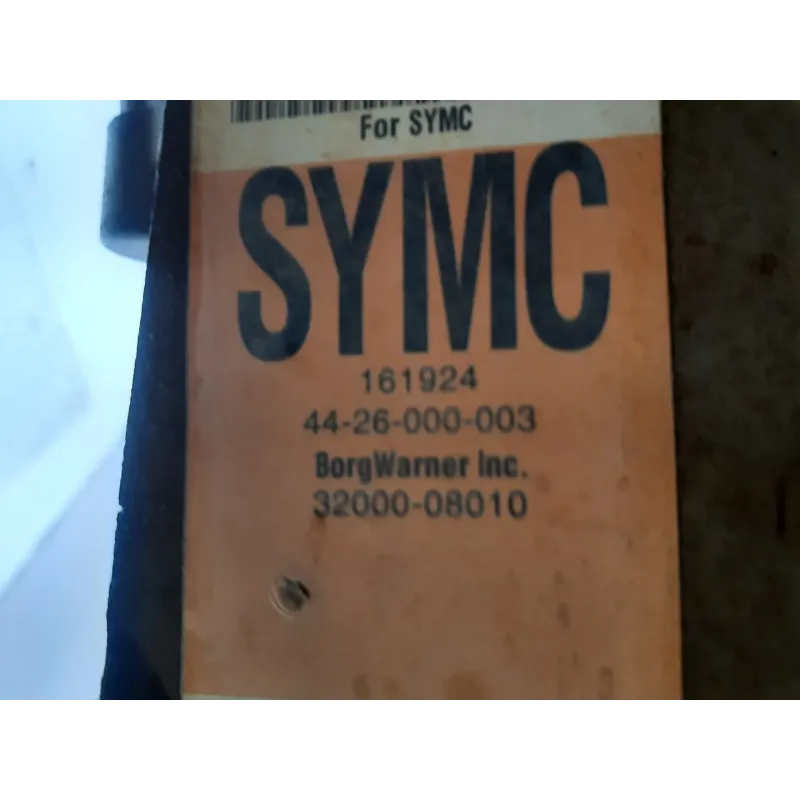 For SYMC
SYMC
161924
44-26-000-003
BorgWarner Inc.
32000-08010